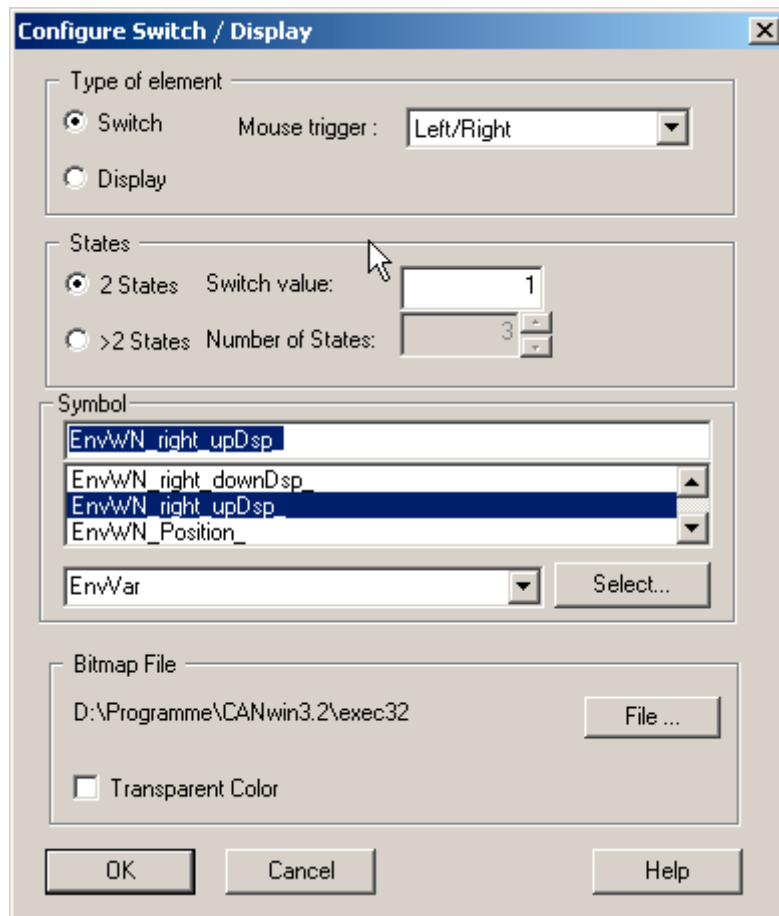 Configure Switch / Display
Type of element
Switch Mouse trigger : Left/Right
Display
States
2 States Switch value: 1
>2 States Number of States: 3
Symbol
EnvWN_right_upDsp_
EnvWN_right_downDsp_
EnvWN_right_upDsp_
EnvWN_Position_
EnvVar Select...
Bitmap File
D:\Programme\CANwin3.2\exec32 File ...
Transparent Color
OK Cancel Help